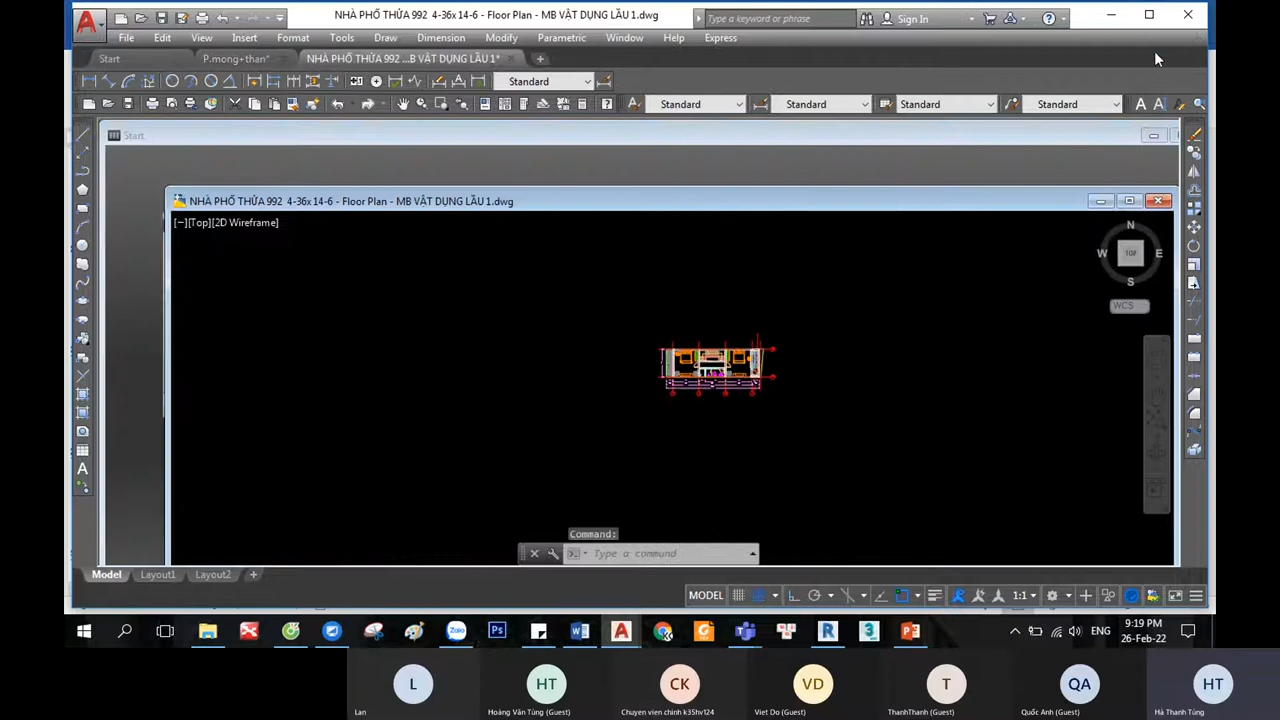 NHÀ PHỐ THỬA 992 4-36x14-6 - Floor Plan - MB VẬT DỤNG LẦU 1.dwg
Type a keyword or phrase
Sign In
File Edit View Insert Format Tools Draw Dimension Modify Parametric Window Help Express
Start
P.mong+than*
NHÀ PHỐ THỬA 992 ...B VẬT DỤNG LẦU 1*
Standard
Standard Standard Standard Standard
Start
NHÀ PHỐ THỬA 992 4-36x14-6 - Floor Plan - MB VẬT DỤNG LẦU 1.dwg
[−][Top][2D Wireframe]
N
W TOP E
S
WCS
Command:
Type a command
Model Layout1 Layout2
MODEL 1:1
ENG
9:19 PM
26-Feb-22
L HT CK VD T QA HT
Lan
Hoàng Văn Tùng (Guest)
Chuyen vien chinh k35hv124
Viet Do (Guest)
ThanhThanh (Guest)
Quốc Anh (Guest)
Hà Thanh Tùng